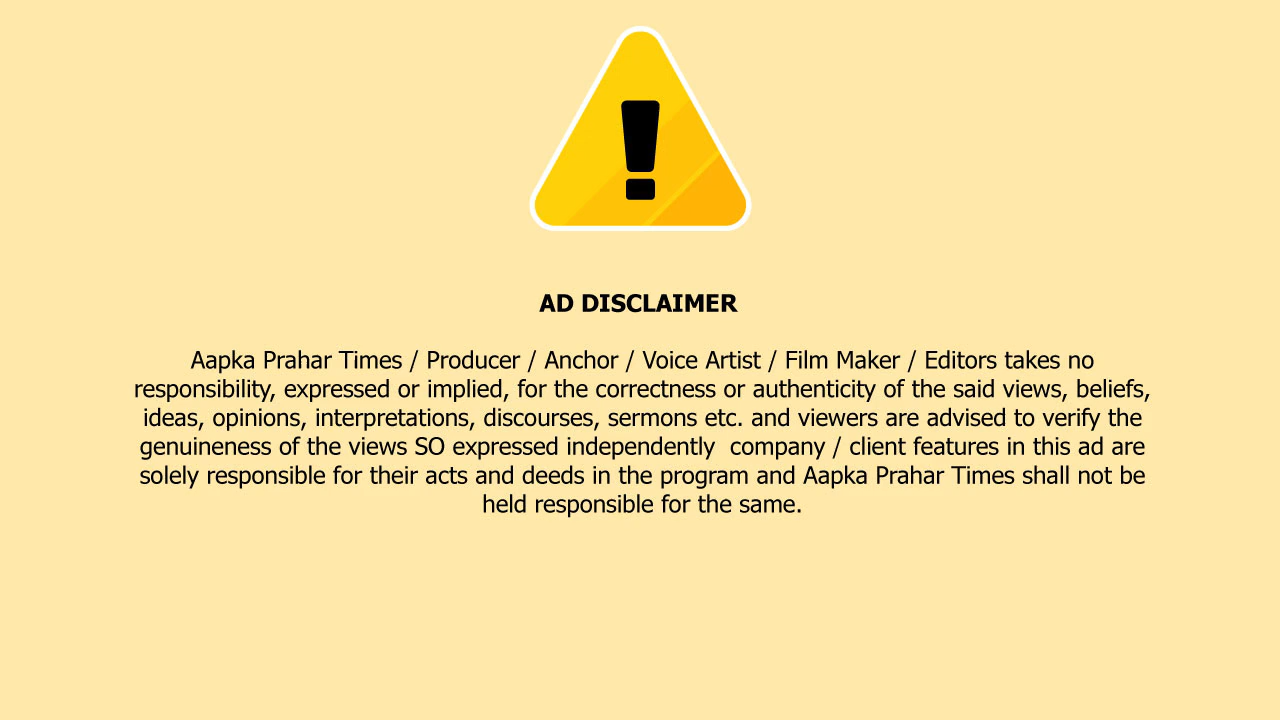 AD DISCLAIMER
Aapka Prahar Times / Producer / Anchor / Voice Artist / Film Maker / Editors takes no
responsibility, expressed or implied, for the correctness or authenticity of the said views, beliefs,
ideas, opinions, interpretations, discourses, sermons etc. and viewers are advised to verify the
genuineness of the views SO expressed independently  company / client features in this ad are
solely responsible for their acts and deeds in the program and Aapka Prahar Times shall not be
held responsible for the same.